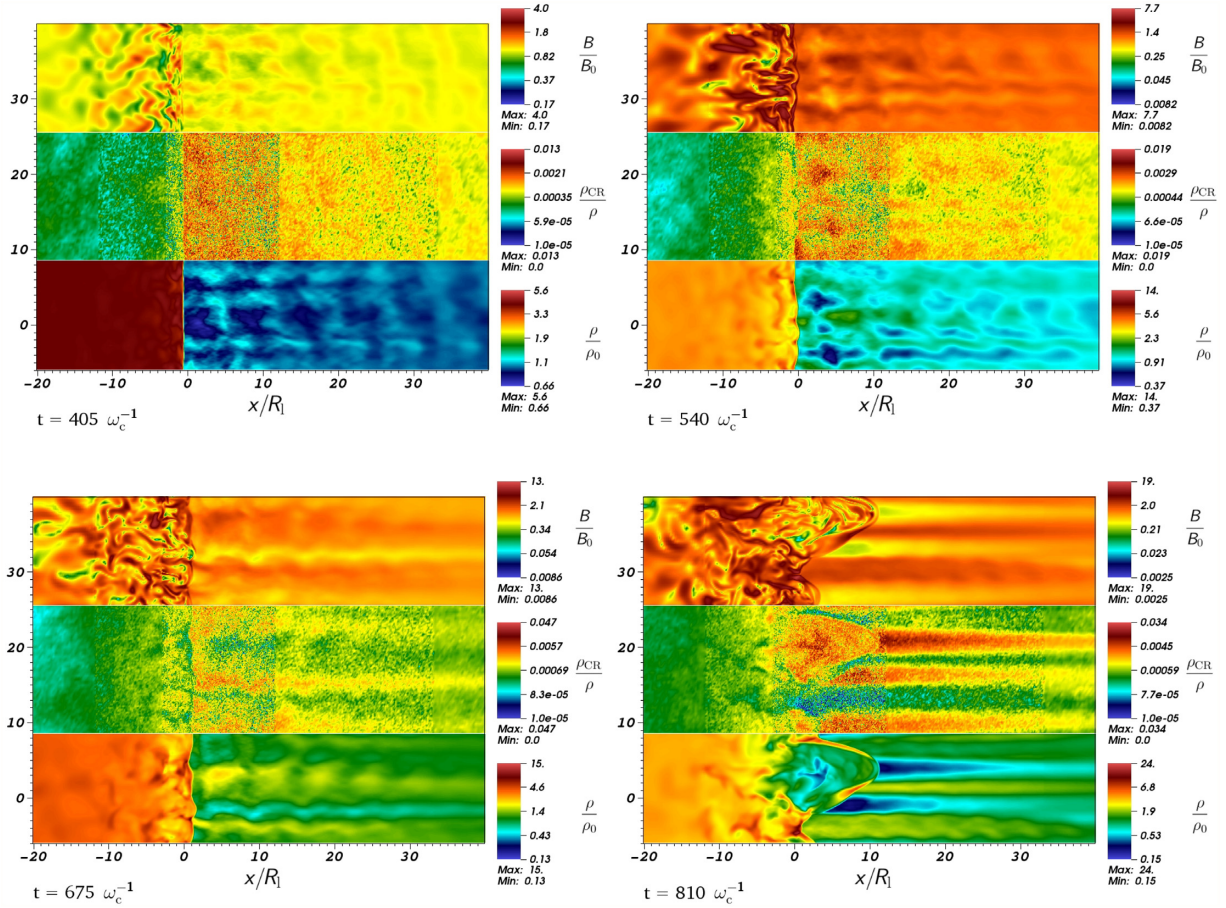 4.0
1.8
0.82
0.37
0.17
Max: 4.0
Min: 0.17
B
B0
30
0.013
0.0021
0.00035
5.9e-05
1.0e-05
Max: 0.013
Min: 0.0
ρCR
ρ
20
10
5.6
3.3
1.9
1.1
0.66
Max: 5.6
Min: 0.66
ρ
ρ0
0
-20 -10 0 10 20 30
x/Rl
t = 405 ωc^-1
7.7
1.4
0.25
0.045
0.0082
Max: 7.7
Min: 0.0082
B
B0
30
0.019
0.0029
0.00044
6.6e-05
1.0e-05
Max: 0.019
Min: 0.0
ρCR
ρ
20
10
14.
5.6
2.3
0.91
0.37
Max: 14.
Min: 0.37
ρ
ρ0
0
-20 -10 0 10 20 30
x/Rl
t = 540 ωc^-1
13.
2.1
0.34
0.054
0.0086
Max: 13.
Min: 0.0086
B
B0
30
0.047
0.0057
0.00069
8.3e-05
1.0e-05
Max: 0.047
Min: 0.0
ρCR
ρ
20
10
15.
4.6
1.4
0.43
0.13
Max: 15.
Min: 0.13
ρ
ρ0
0
-20 -10 0 10 20 30
x/Rl
t = 675 ωc^-1
19.
2.0
0.21
0.023
0.0025
Max: 19.
Min: 0.0025
B
B0
30
0.034
0.0045
0.00059
7.7e-05
1.0e-05
Max: 0.034
Min: 0.0
ρCR
ρ
20
10
24.
6.8
1.9
0.53
0.15
Max: 24.
Min: 0.15
ρ
ρ0
0
-20 -10 0 10 20 30
x/Rl
t = 810 ωc^-1